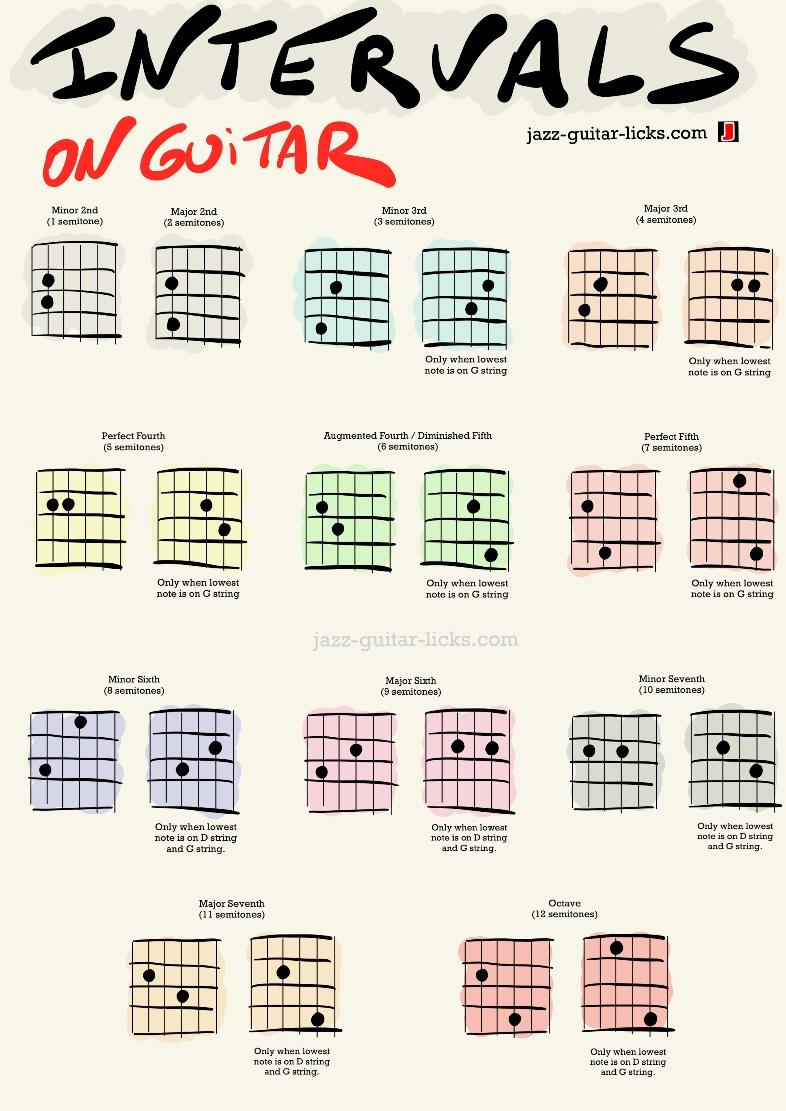 INTERVALS
ON GUiTAR
jazz-guitar-licks.com J
Minor 2nd
(1 semitone)
Major 2nd
(2 semitones)
Minor 3rd
(3 semitones)
Major 3rd
(4 semitones)
Only when lowest
note is on G string
Only when lowest
note is on G string
Perfect Fourth
(5 semitones)
Augmented Fourth / Diminished Fifth
(6 semitones)
Perfect Fifth
(7 semitones)
Only when lowest
note is on G string
Only when lowest
note is on G string
Only when lowest
note is on G string
jazz-guitar-licks.com
Minor Sixth
(8 semitones)
Major Sixth
(9 semitones)
Minor Seventh
(10 semitones)
Only when lowest
note is on D string
and G string.
Only when lowest
note is on D string
and G string.
Only when lowest
note is on D string
and G string.
Major Seventh
(11 semitones)
Octave
(12 semitones)
Only when lowest
note is on D string
and G string.
Only when lowest
note is on D string
and G string.